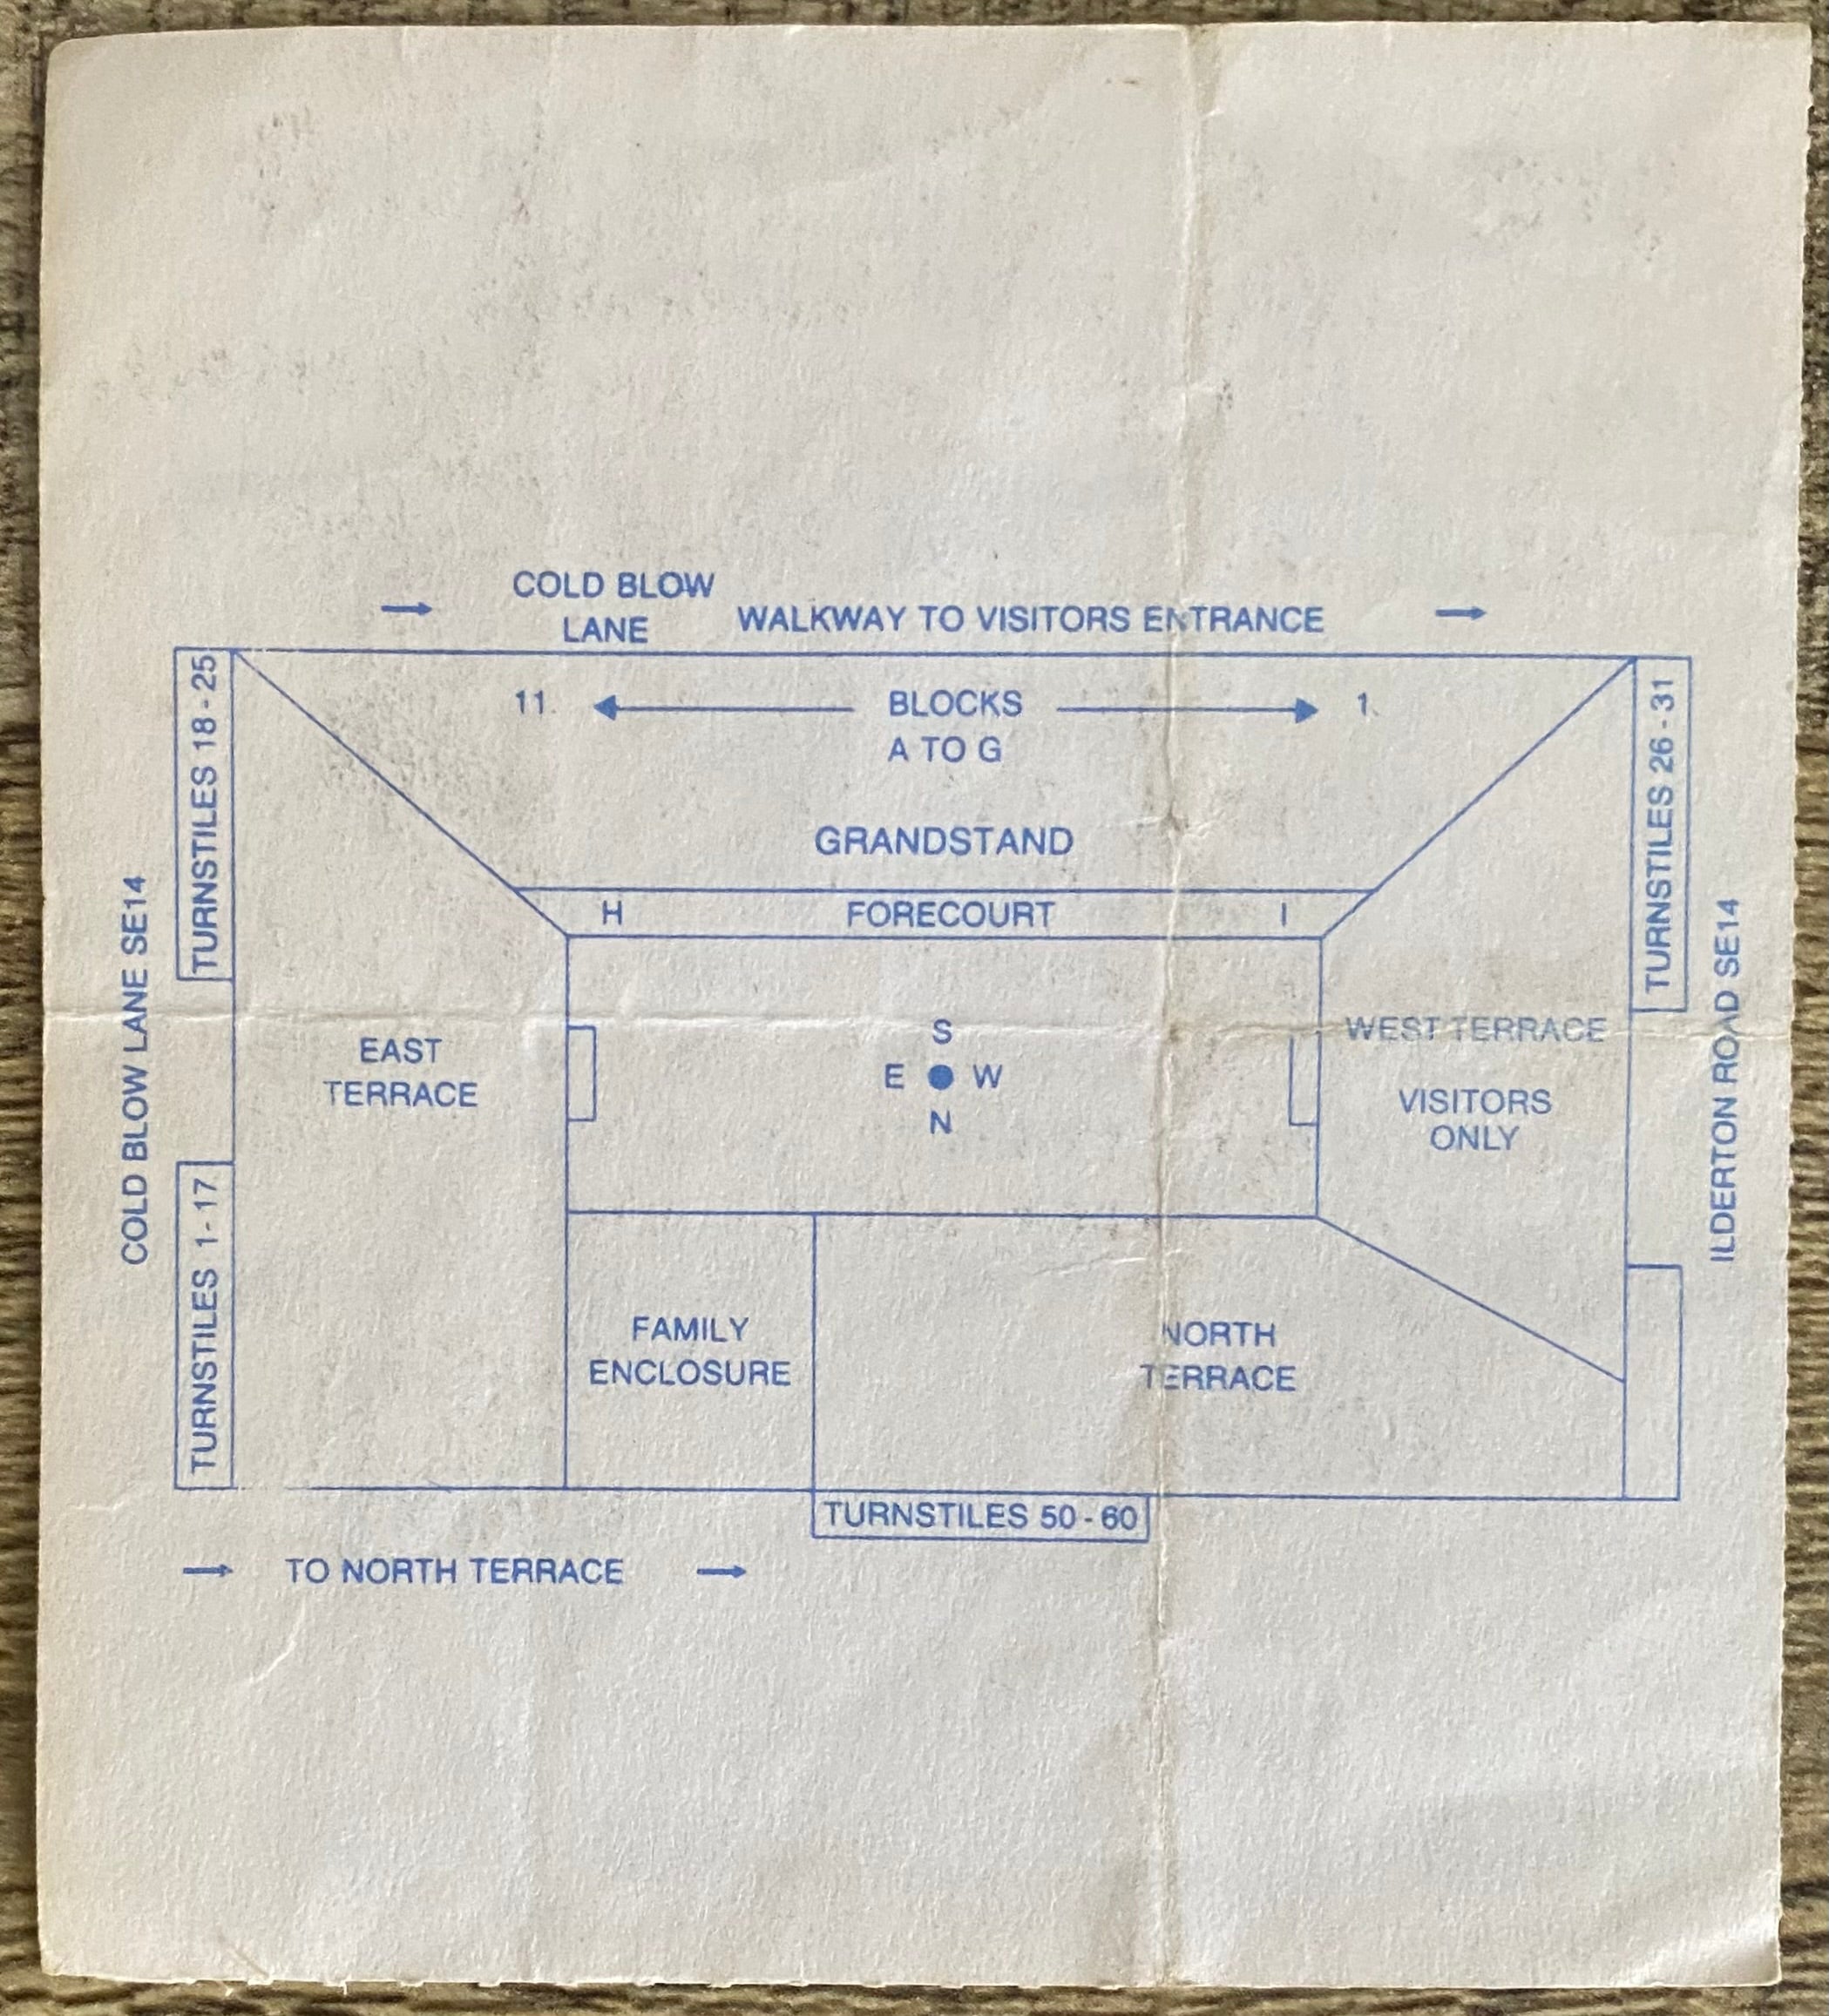 COLD BLOW
LANE
WALKWAY TO VISITORS ENTRANCE
TURNSTILES 18 - 25
11.
BLOCKS
1.
A TO G
TURNSTILES 26 - 31
GRANDSTAND
H
FORECOURT
I
COLD BLOW LANE SE14
ILDERTON ROAD SE14
EAST
TERRACE
S
E
W
N
WEST TERRACE
VISITORS
ONLY
TURNSTILES 1 - 17
FAMILY
ENCLOSURE
NORTH
TERRACE
TURNSTILES 50 - 60
TO NORTH TERRACE